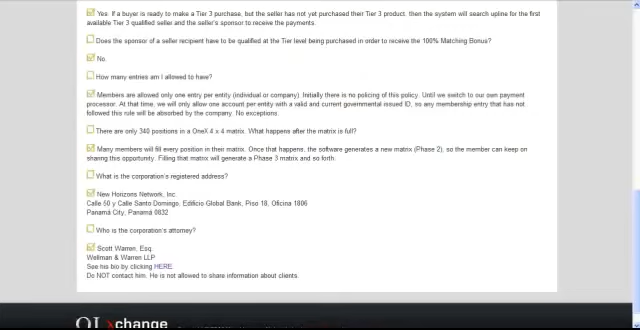 Yes. If a buyer is ready to make a Tier 3 purchase, but the seller has not yet purchased their Tier 3 product, then the system will search upline for the first
available Tier 3 qualified seller and the seller's sponsor to receive the payments.
Does the sponsor of a seller recipient have to be qualified at the Tier level being purchased in order to receive the 100% Matching Bonus?
No.
How many entries am I allowed to have?
Members are allowed only one entry per entity (individual or company). Initially there is no policing of this policy. Until we switch to our own payment
processor. At that time, we will only allow one account per entity with a valid and current governmental issued ID, so any membership entry that has not
followed this rule will be absorbed by the company. No exceptions.
There are only 340 positions in a OneX 4 x 4 matrix. What happens after the matrix is full?
Many members will fill every position in their matrix. Once that happens, the software generates a new matrix (Phase 2), so the member can keep on
sharing this opportunity. Filling that matrix will generate a Phase 3 matrix and so forth.
What is the corporation's registered address?
New Horizons Network, Inc.
Calle 50 y Calle Santo Domingo, Edificio Global Bank, Piso 18, Oficina 1806
Panamá City, Panamá 0832
Who is the corporation's attorney?
Scott Warren, Esq.
Wellman & Warren LLP
See his bio by clicking HERE.
Do NOT contact him. He is not allowed to share information about clients.
xchange